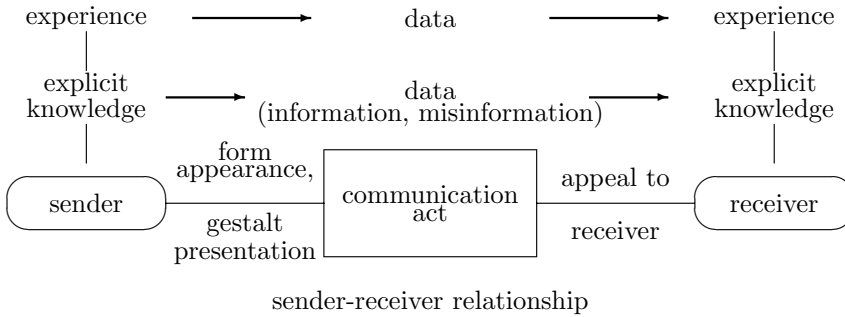 experience data experience
explicit knowledge data (information, misinformation) explicit knowledge
form appearance,
sender communication act appeal to receiver receiver
gestalt presentation
sender-receiver relationship